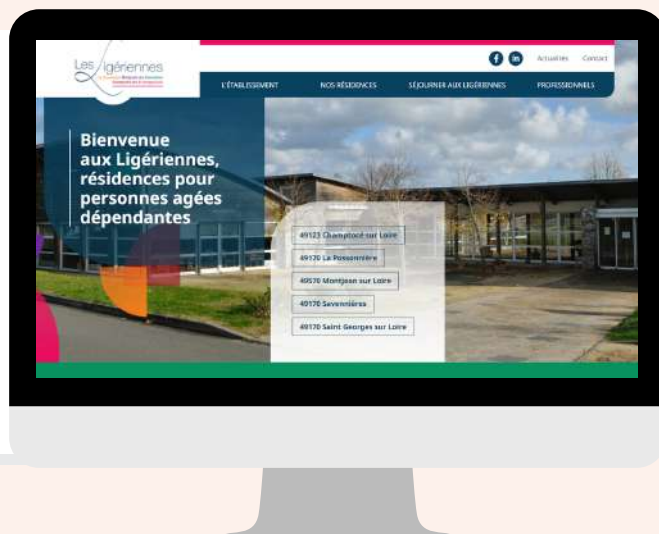 Les Ligériennes
Actualités
Contact
L'ÉTABLISSEMENT
NOS RÉSIDENCES
SÉJOURNER AUX LIGÉRIENNES
PROFESSIONNELS
Bienvenue
aux Ligériennes,
résidences pour
personnes agées
dépendantes
49123 Champtocé sur Loire
49170 La Possonnière
49570 Montjean sur Loire
49170 Savennières
49170 Saint Georges sur Loire